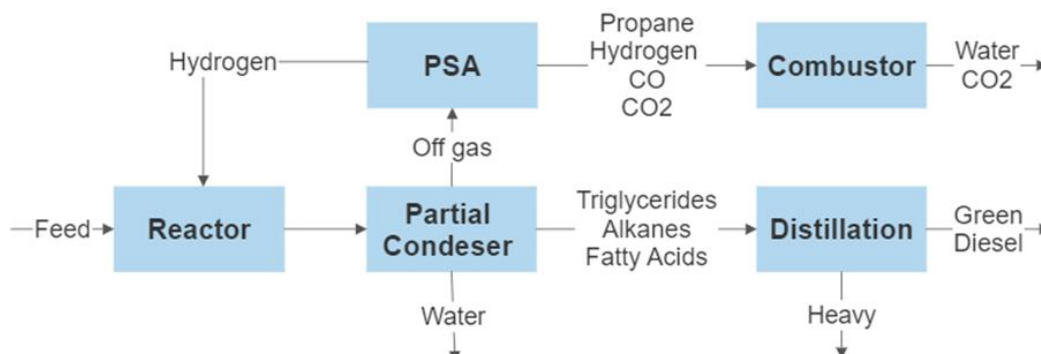 Hydrogen
PSA
Propane
Hydrogen
CO
CO2
Combustor
Water
CO2
Off gas
Feed
Reactor
Partial
Condeser
Triglycerides
Alkanes
Fatty Acids
Distillation
Green
Diesel
Water
Heavy